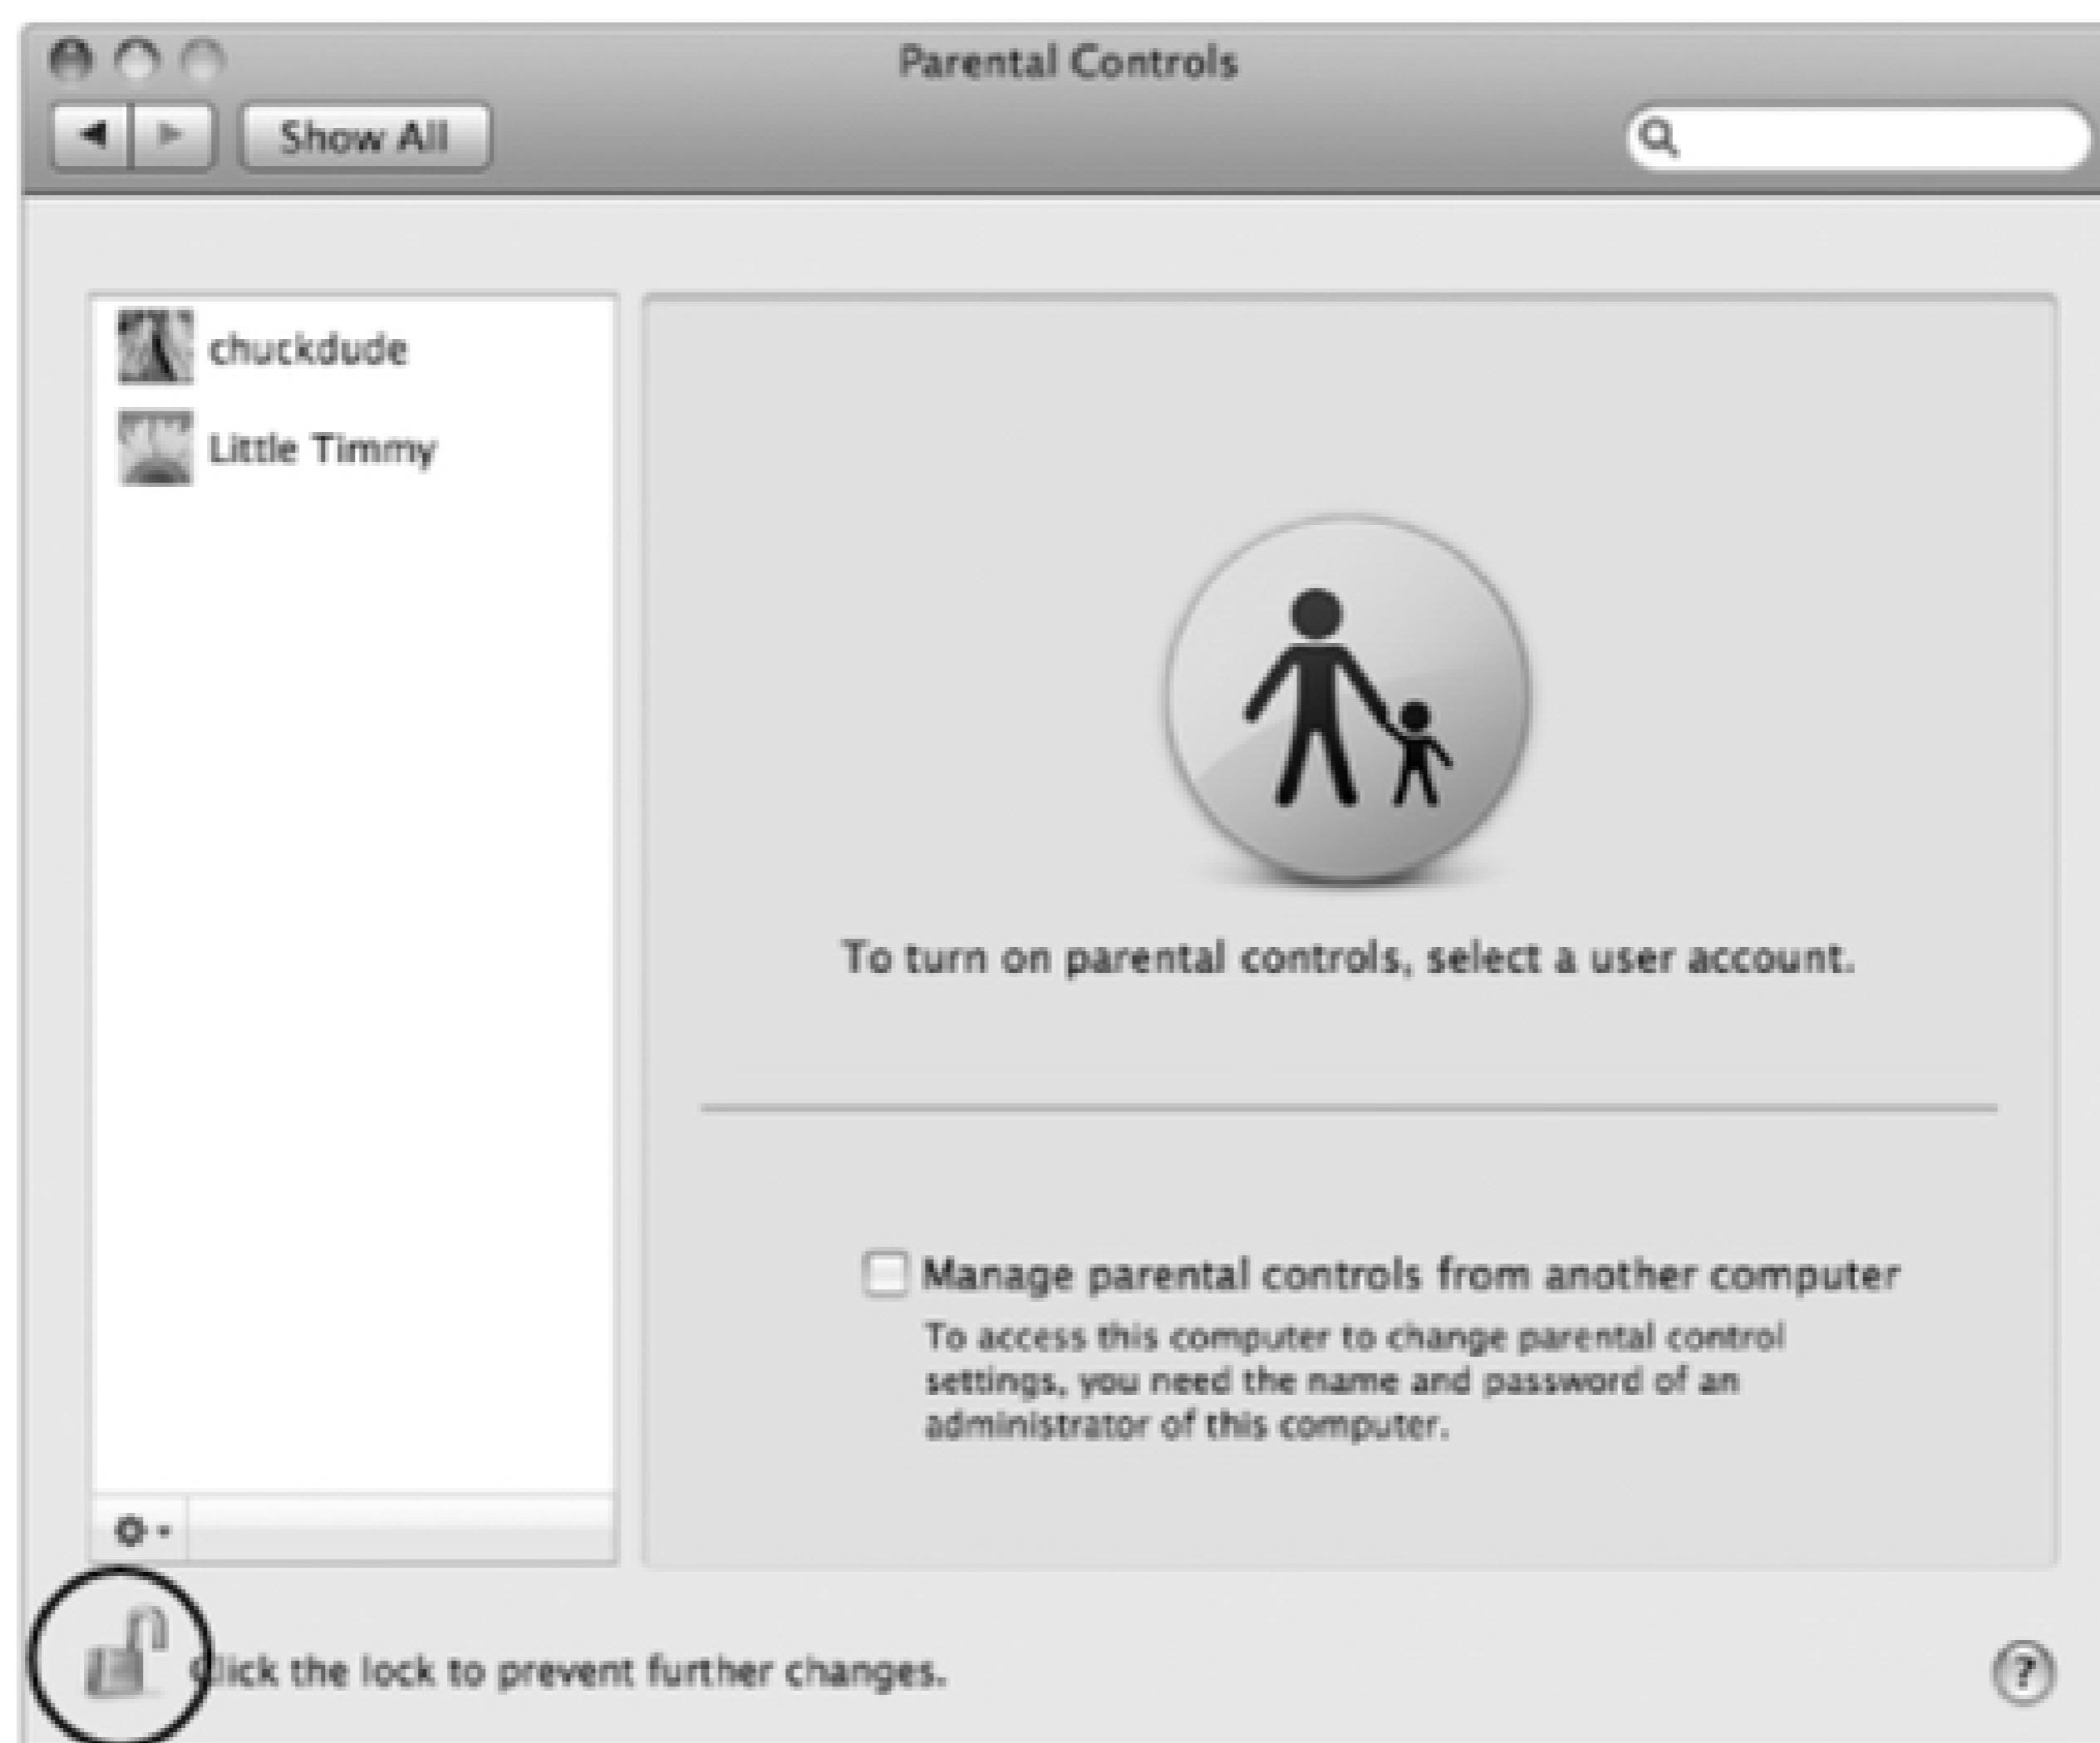 Parental Controls
Show All
chuckdude
Little Timmy
To turn on parental controls, select a user account.
Manage parental controls from another computer
To access this computer to change parental control
settings, you need the name and password of an
administrator of this computer.
Click the lock to prevent further changes.
?